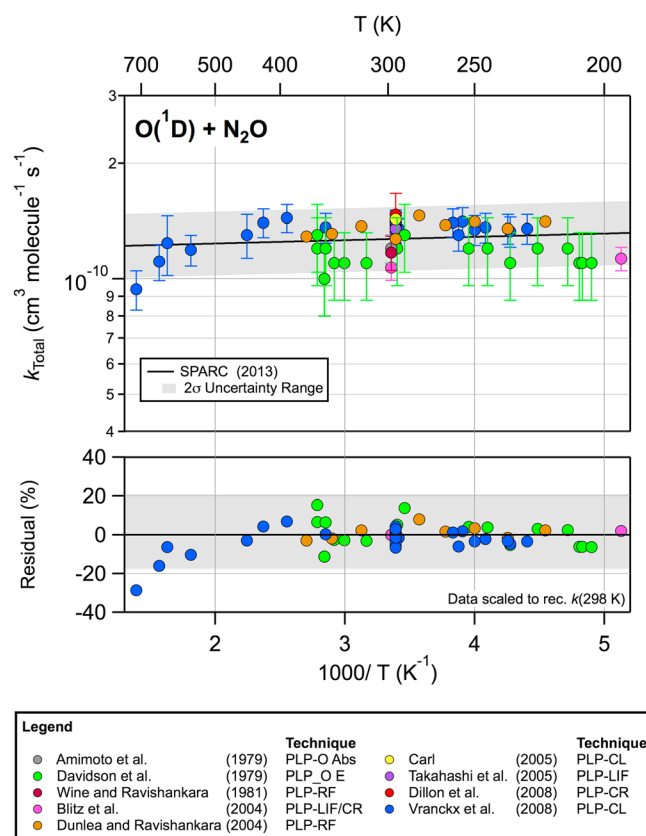 T (K)
700 500 400 300 250 200
O(¹D) + N₂O
3
2
10⁻¹⁰
9
8
7
6
5
4
k_Total (cm³ molecule⁻¹ s⁻¹)
SPARC (2013)
2σ Uncertainty Range
40
20
0
-20
-40
Residual (%)
Data scaled to rec. k(298 K)
2 3 4 5
1000/ T (K⁻¹)
Legend
Technique Technique
Amimoto et al. (1979) PLP-O Abs Carl (2005) PLP-CL
Davidson et al. (1979) PLP_O E Takahashi et al. (2005) PLP-LIF
Wine and Ravishankara (1981) PLP-RF Dillon et al. (2008) PLP-CR
Blitz et al. (2004) PLP-LIF/CR Vranckx et al. (2008) PLP-CL
Dunlea and Ravishankara (2004) PLP-RF